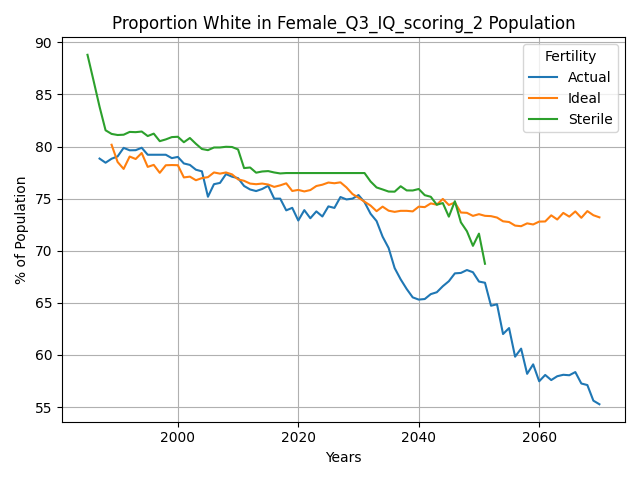 Proportion White in Female_Q3_IQ_scoring_2 Population
% of Population
90
85
80
75
70
65
60
55
Fertility
Actual
Ideal
Sterile
2000
2020
2040
2060
Years